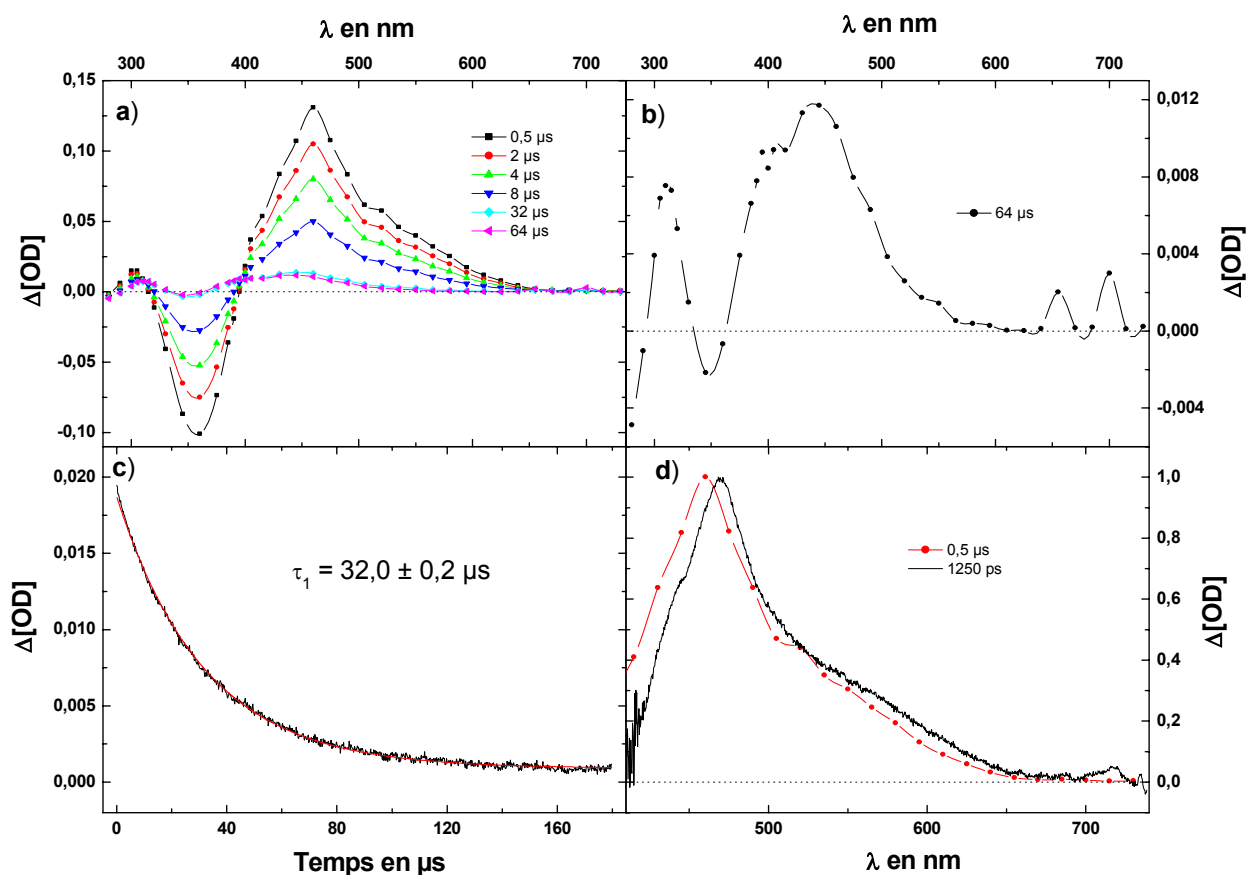 λ en nm
λ en nm
300 400 500 600 700
300 400 500 600 700
a)
b)
0,15
0,10
0,05
0,00
-0,05
-0,10
Δ[OD]
0,5 µs
2 µs
4 µs
8 µs
32 µs
64 µs
64 µs
0,012
0,008
0,004
0,000
-0,004
Δ[OD]
c)
d)
0,020
0,015
0,010
0,005
0,000
Δ[OD]
τ1 = 32,0 ± 0,2 µs
0,5 µs
1250 ps
1,0
0,8
0,6
0,4
0,2
0,0
Δ[OD]
0 40 80 120 160
500 600 700
Temps en µs
λ en nm